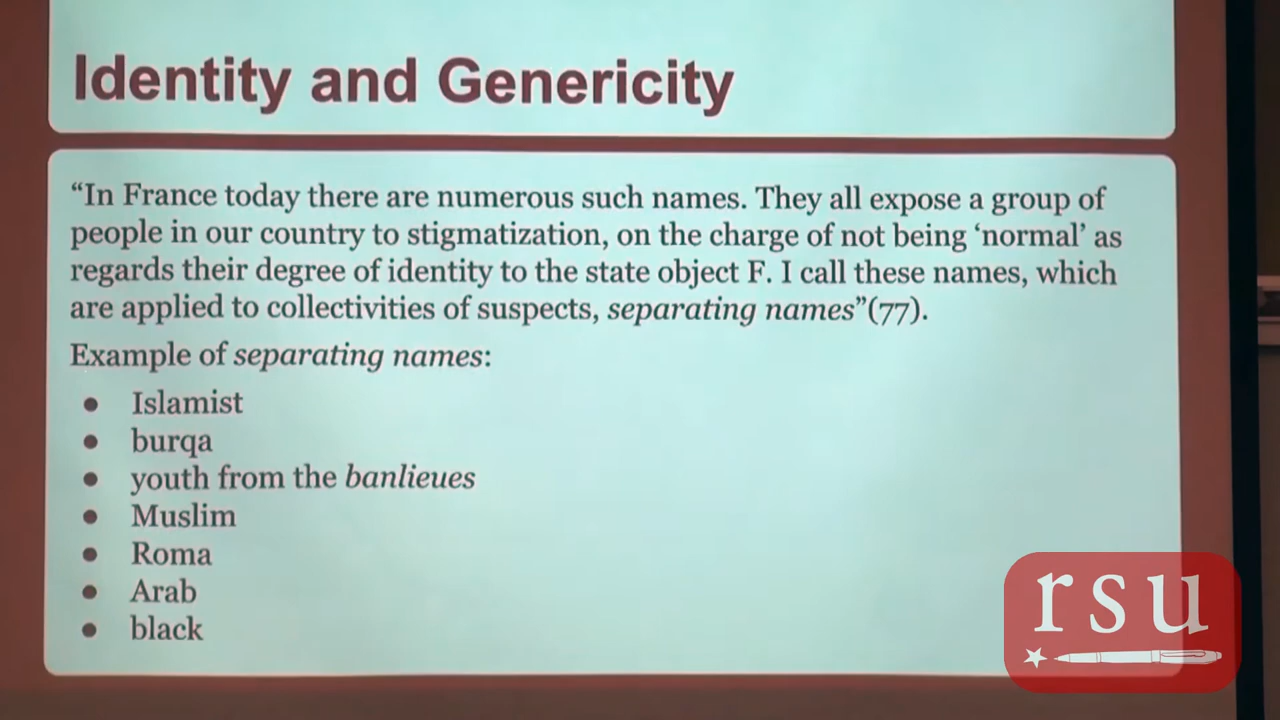 Identity and Genericity
“In France today there are numerous such names. They all expose a group of
people in our country to stigmatization, on the charge of not being ‘normal’ as
regards their degree of identity to the state object F. I call these names, which
are applied to collectivities of suspects, separating names”(77).
Example of separating names:
● Islamist
● burqa
● youth from the banlieues
● Muslim
● Roma
● Arab
● black
rsu